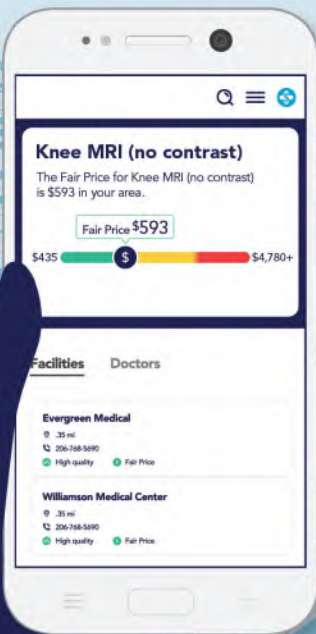 Knee MRI (no contrast)
The Fair Price for Knee MRI (no contrast)
is $593 in your area.
Fair Price $593
$435 $ $4,780+
Facilities Doctors
Evergreen Medical
.35 mi
206-768-5690
High quality Fair Price
Williamson Medical Center
.35 mi
206-768-5690
High quality Fair Price